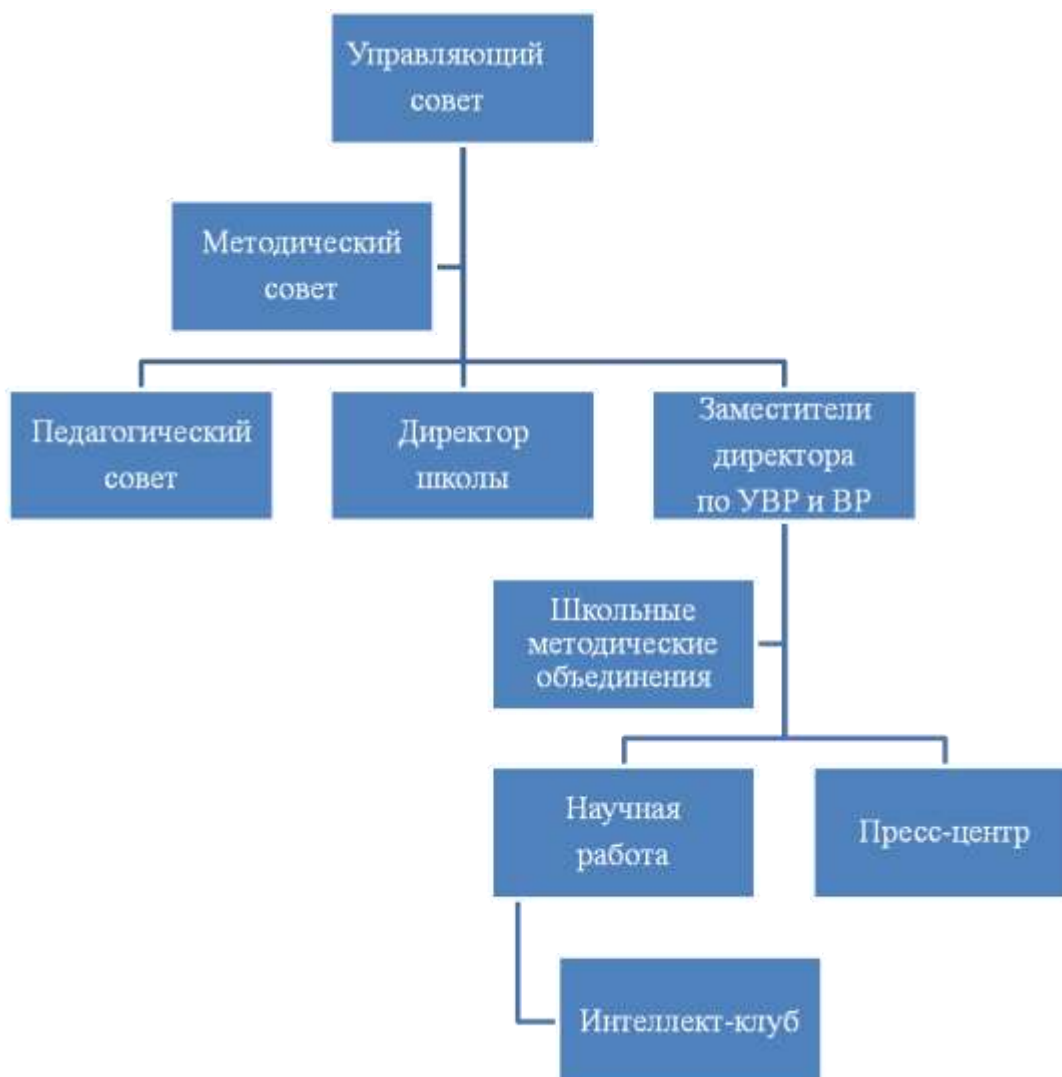 Управляющий
совет
Методический
совет
Педагогический
совет
Директор
школы
Заместители
директора
по УВР и ВР
Школьные
методические
объединения
Научная
работа
Пресс-центр
Интеллект-клуб